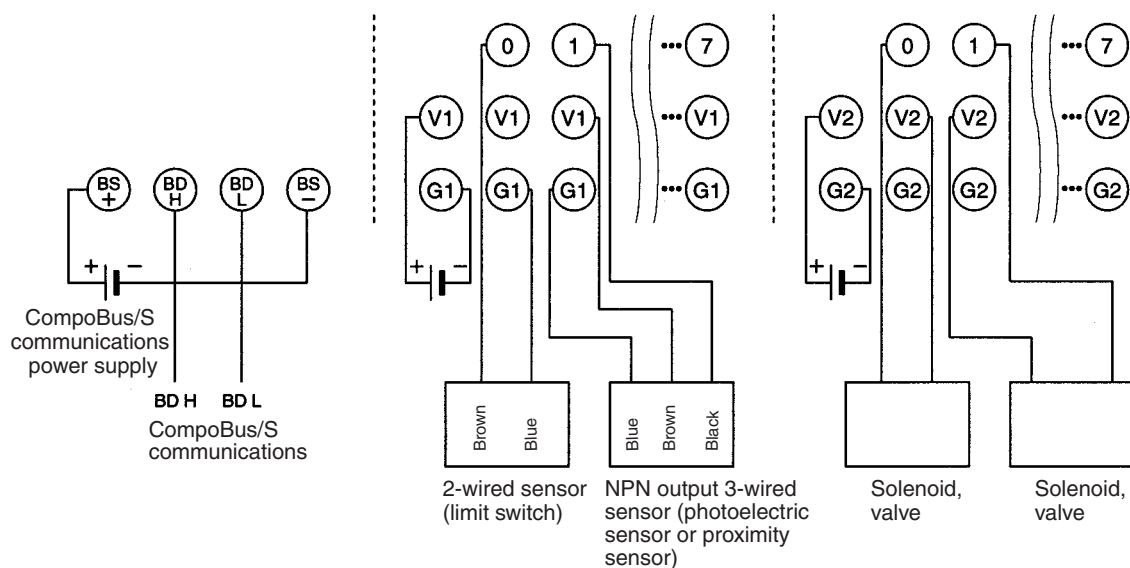 0 1 ••• 7
V1 V1 V1 ••• V1
G1 G1 G1 ••• G1
0 1 ••• 7
V2 V2 V2 ••• V2
G2 G2 G2 ••• G2
BS + BD H BD L BS −
+ −
+ −
+ −
CompoBus/S
communications
power supply
BD H BD L
CompoBus/S
communications
Brown
Blue
Blue
Brown
Black
2-wired sensor
(limit switch)
NPN output 3-wired
sensor (photoelectric
sensor or proximity
sensor)
Solenoid,
valve
Solenoid,
valve